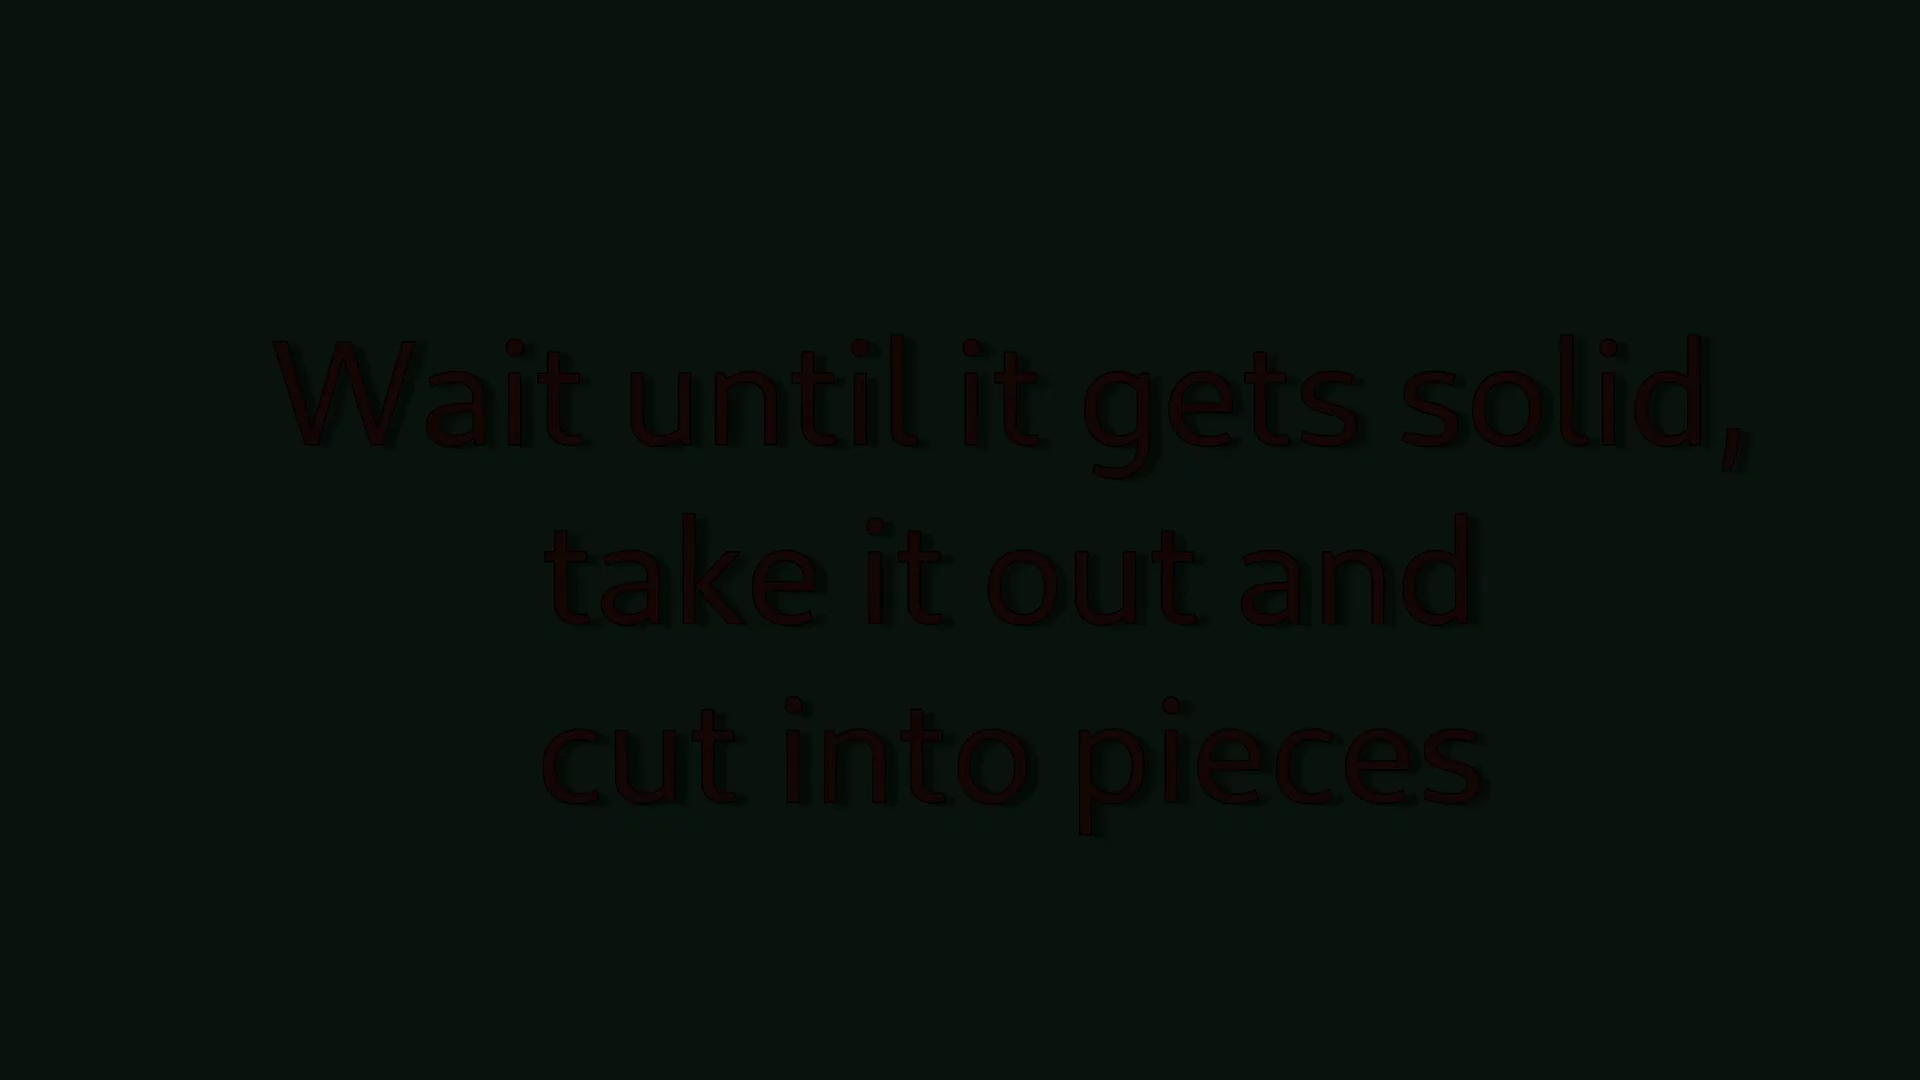 Wait until it gets solid,
take it out and
cut into pieces